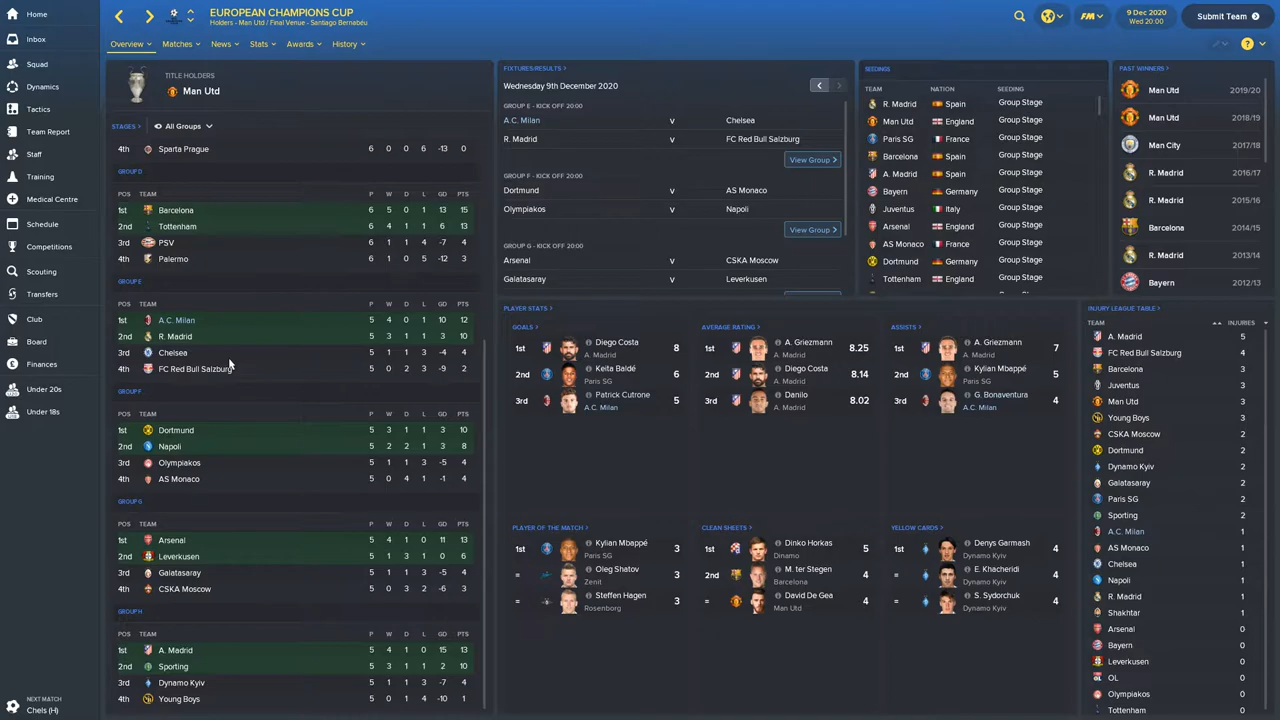 EUROPEAN CHAMPIONS CUP
Holders - Man Utd / Final Venue - Santiago Bernabéu
FM
9 Dec 2020
Wed 20:00
Submit Team
Overview Matches News Stats Awards History
?
Home
Inbox
Squad
Dynamics
Tactics
Team Report
Staff
Training
Medical Centre
Schedule
Competitions
Scouting
Transfers
Club
Board
Finances
Under 20s
Under 18s
NEXT MATCH
Chels (H)
TITLE HOLDERS
Man Utd
STAGES All Groups
4th Sparta Prague 6 0 0 6 -13 0
GROUP D
POS TEAM P W D L GD PTS
1st Barcelona 6 5 0 1 13 15
2nd Tottenham 6 4 1 1 6 13
3rd PSV 6 1 1 4 -7 4
4th Palermo 6 1 0 5 -12 3
GROUP E
POS TEAM P W D L GD PTS
1st A.C. Milan 5 4 0 1 10 12
2nd R. Madrid 5 3 1 1 3 10
3rd Chelsea 5 1 1 3 -4 4
4th FC Red Bull Salzburg 5 0 2 3 -9 2
GROUP F
POS TEAM P W D L GD PTS
1st Dortmund 5 3 1 1 3 10
2nd Napoli 5 2 2 1 3 8
3rd Olympiakos 5 1 1 3 -5 4
4th AS Monaco 5 0 4 1 -1 4
GROUP G
POS TEAM P W D L GD PTS
1st Arsenal 5 4 1 0 11 13
2nd Leverkusen 5 1 3 1 0 6
3rd Galatasaray 5 1 1 3 -5 4
4th CSKA Moscow 5 0 3 2 -6 3
GROUP H
POS TEAM P W D L GD PTS
1st A. Madrid 5 4 1 0 15 13
2nd Sporting 5 3 1 1 2 10
3rd Dynamo Kyiv 5 1 1 3 -7 4
4th Young Boys 5 0 1 4 -10 1
FIXTURES/RESULTS
Wednesday 9th December 2020
GROUP E - KICK OFF 20:00
A.C. Milan v Chelsea
R. Madrid v FC Red Bull Salzburg
View Group
GROUP F - KICK OFF 20:00
Dortmund v AS Monaco
Olympiakos v Napoli
View Group
GROUP G - KICK OFF 20:00
Arsenal v CSKA Moscow
Galatasaray v Leverkusen
SEEDINGS
TEAM NATION SEEDING
R. Madrid Spain Group Stage
Man Utd England Group Stage
Paris SG France Group Stage
Barcelona Spain Group Stage
A. Madrid Spain Group Stage
Bayern Germany Group Stage
Juventus Italy Group Stage
Arsenal England Group Stage
AS Monaco France Group Stage
Dortmund Germany Group Stage
Tottenham England Group Stage
PAST WINNERS
Man Utd 2019/20
Man Utd 2018/19
Man City 2017/18
R. Madrid 2016/17
R. Madrid 2015/16
Barcelona 2014/15
R. Madrid 2013/14
Bayern 2012/13
PLAYER STATS
GOALS
1st Diego Costa 8
A. Madrid
2nd Keita Baldé 6
Paris SG
3rd Patrick Cutrone 5
A.C. Milan
AVERAGE RATING
1st A. Griezmann 8.25
A. Madrid
2nd Diego Costa 8.14
A. Madrid
3rd Danilo 8.02
A. Madrid
ASSISTS
1st A. Griezmann 7
A. Madrid
2nd Kylian Mbappé 5
Paris SG
3rd G. Bonaventura 4
A.C. Milan
PLAYER OF THE MATCH
1st Kylian Mbappé 3
Paris SG
= Oleg Shatov 3
Zenit
= Steffen Hagen 3
Rosenborg
CLEAN SHEETS
1st Dinko Horkas 5
Dinamo
2nd M. ter Stegen 4
Barcelona
= David De Gea 4
Man Utd
YELLOW CARDS
1st Denys Garmash 4
Dynamo Kyiv
= E. Khacheridi 4
Dynamo Kyiv
= S. Sydorchuk 4
Dynamo Kyiv
INJURY LEAGUE TABLE
TEAM INJURIES
A. Madrid 5
FC Red Bull Salzburg 4
Barcelona 3
Juventus 3
Man Utd 3
Young Boys 3
CSKA Moscow 2
Dortmund 2
Dynamo Kyiv 2
Galatasaray 2
Paris SG 2
Sporting 2
A.C. Milan 1
AS Monaco 1
Chelsea 1
Napoli 1
R. Madrid 1
Shakhtar 1
Arsenal 0
Bayern 0
Leverkusen 0
OL 0
Olympiakos 0
Tottenham 0